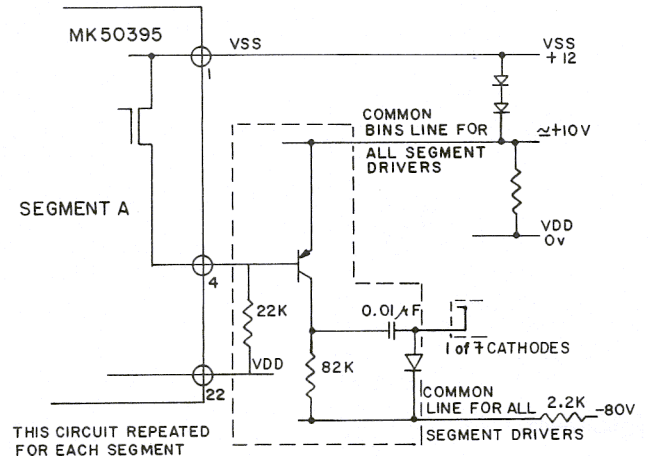 MK50395
VSS
VSS
+12
1
COMMON
BINS LINE FOR
ALL SEGMENT
DRIVERS
≃+10V
SEGMENT A
VDD
0v
4
22K
0.01μF
1 of 7 CATHODES
VDD
82K
22
COMMON
LINE FOR ALL
SEGMENT DRIVERS
2.2K
-80V
THIS CIRCUIT REPEATED
FOR EACH SEGMENT